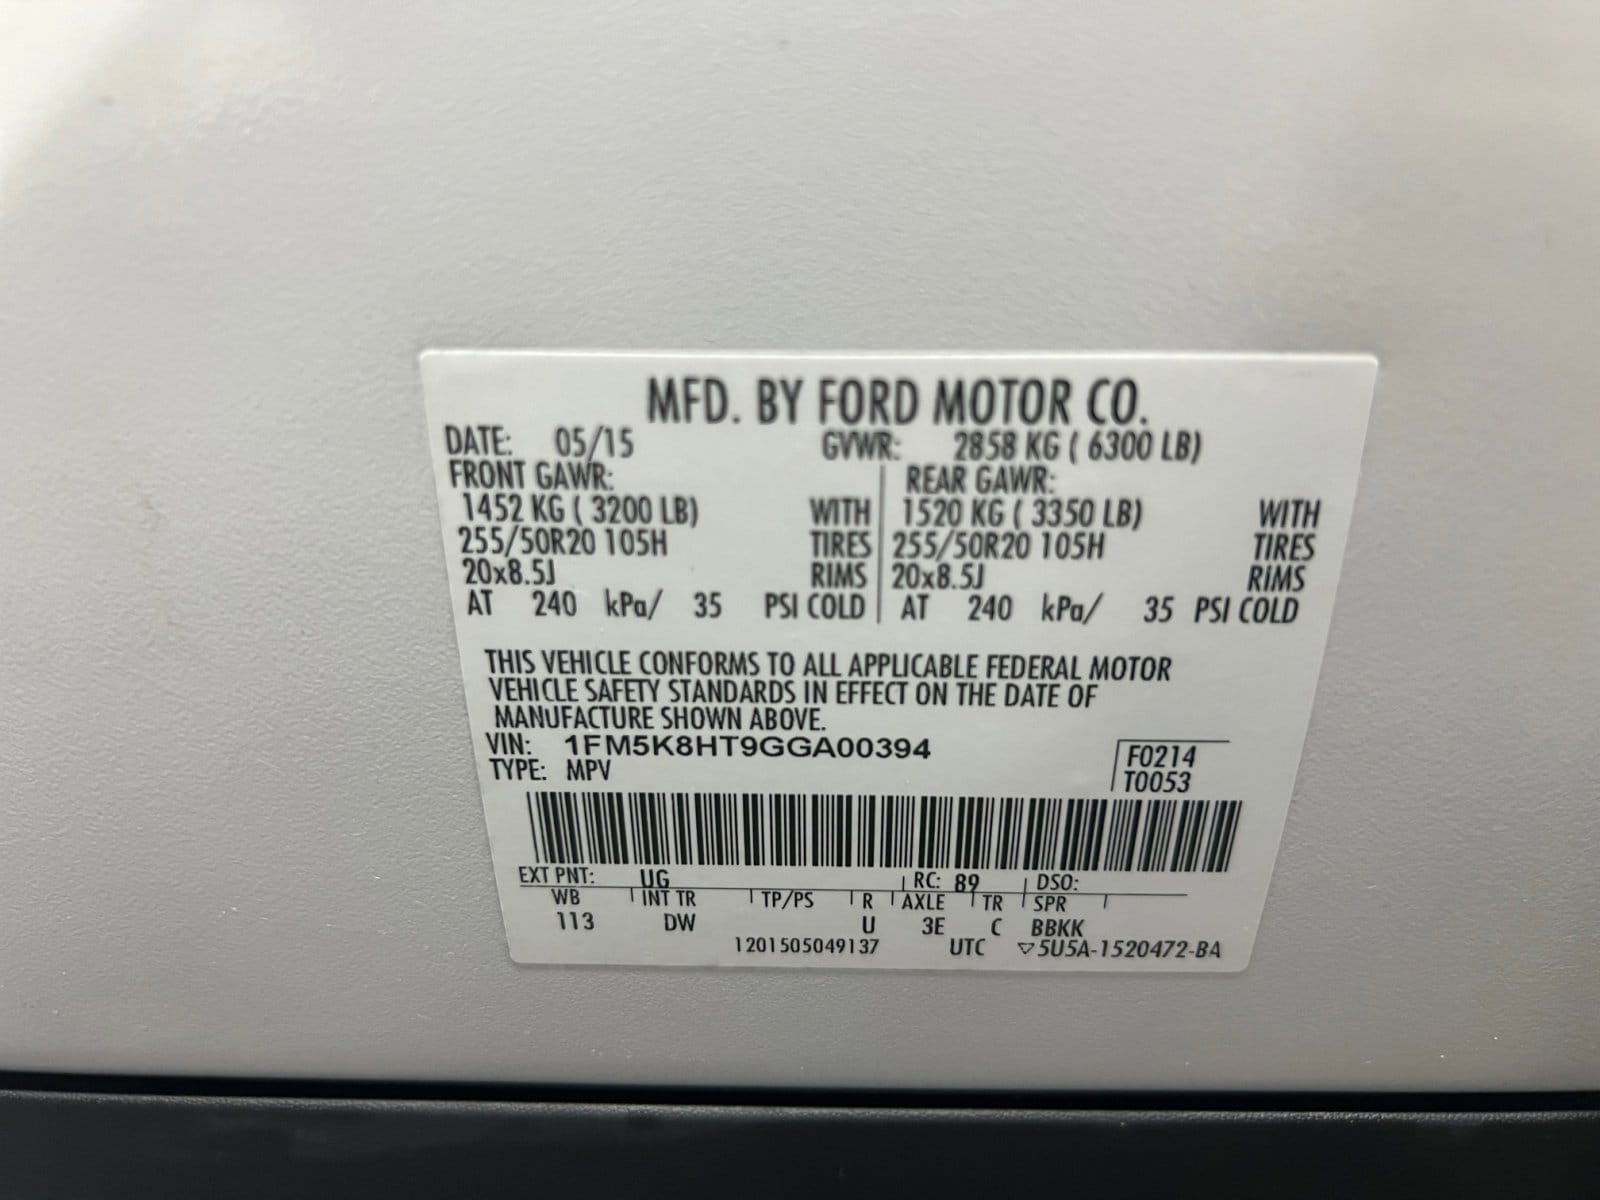 MFD. BY FORD MOTOR CO.
DATE: 05/15 GVWR: 2858 KG ( 6300 LB)
FRONT GAWR: REAR GAWR:
1452 KG ( 3200 LB) WITH 1520 KG ( 3350 LB) WITH
255/50R20 105H TIRES 255/50R20 105H TIRES
20x8.5J RIMS 20x8.5J RIMS
AT 240 kPa/ 35 PSI COLD AT 240 kPa/ 35 PSI COLD
THIS VEHICLE CONFORMS TO ALL APPLICABLE FEDERAL MOTOR
VEHICLE SAFETY STANDARDS IN EFFECT ON THE DATE OF
MANUFACTURE SHOWN ABOVE.
VIN: 1FM5K8HT9GGA00394 F0214
TYPE: MPV T0053
EXT PNT: UG RC: 89 DSO:
WB INT TR TP/PS R AXLE TR SPR
113 DW U 3E C BBKK
1201505049137 UTC ▽5U5A-1520472-BA